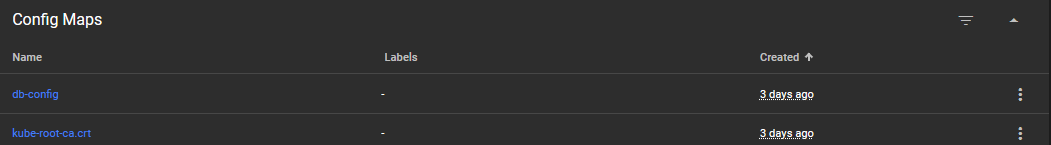 Config Maps
Name Labels Created ↑
db-config - 3 days ago
kube-root-ca.crt - 3 days ago